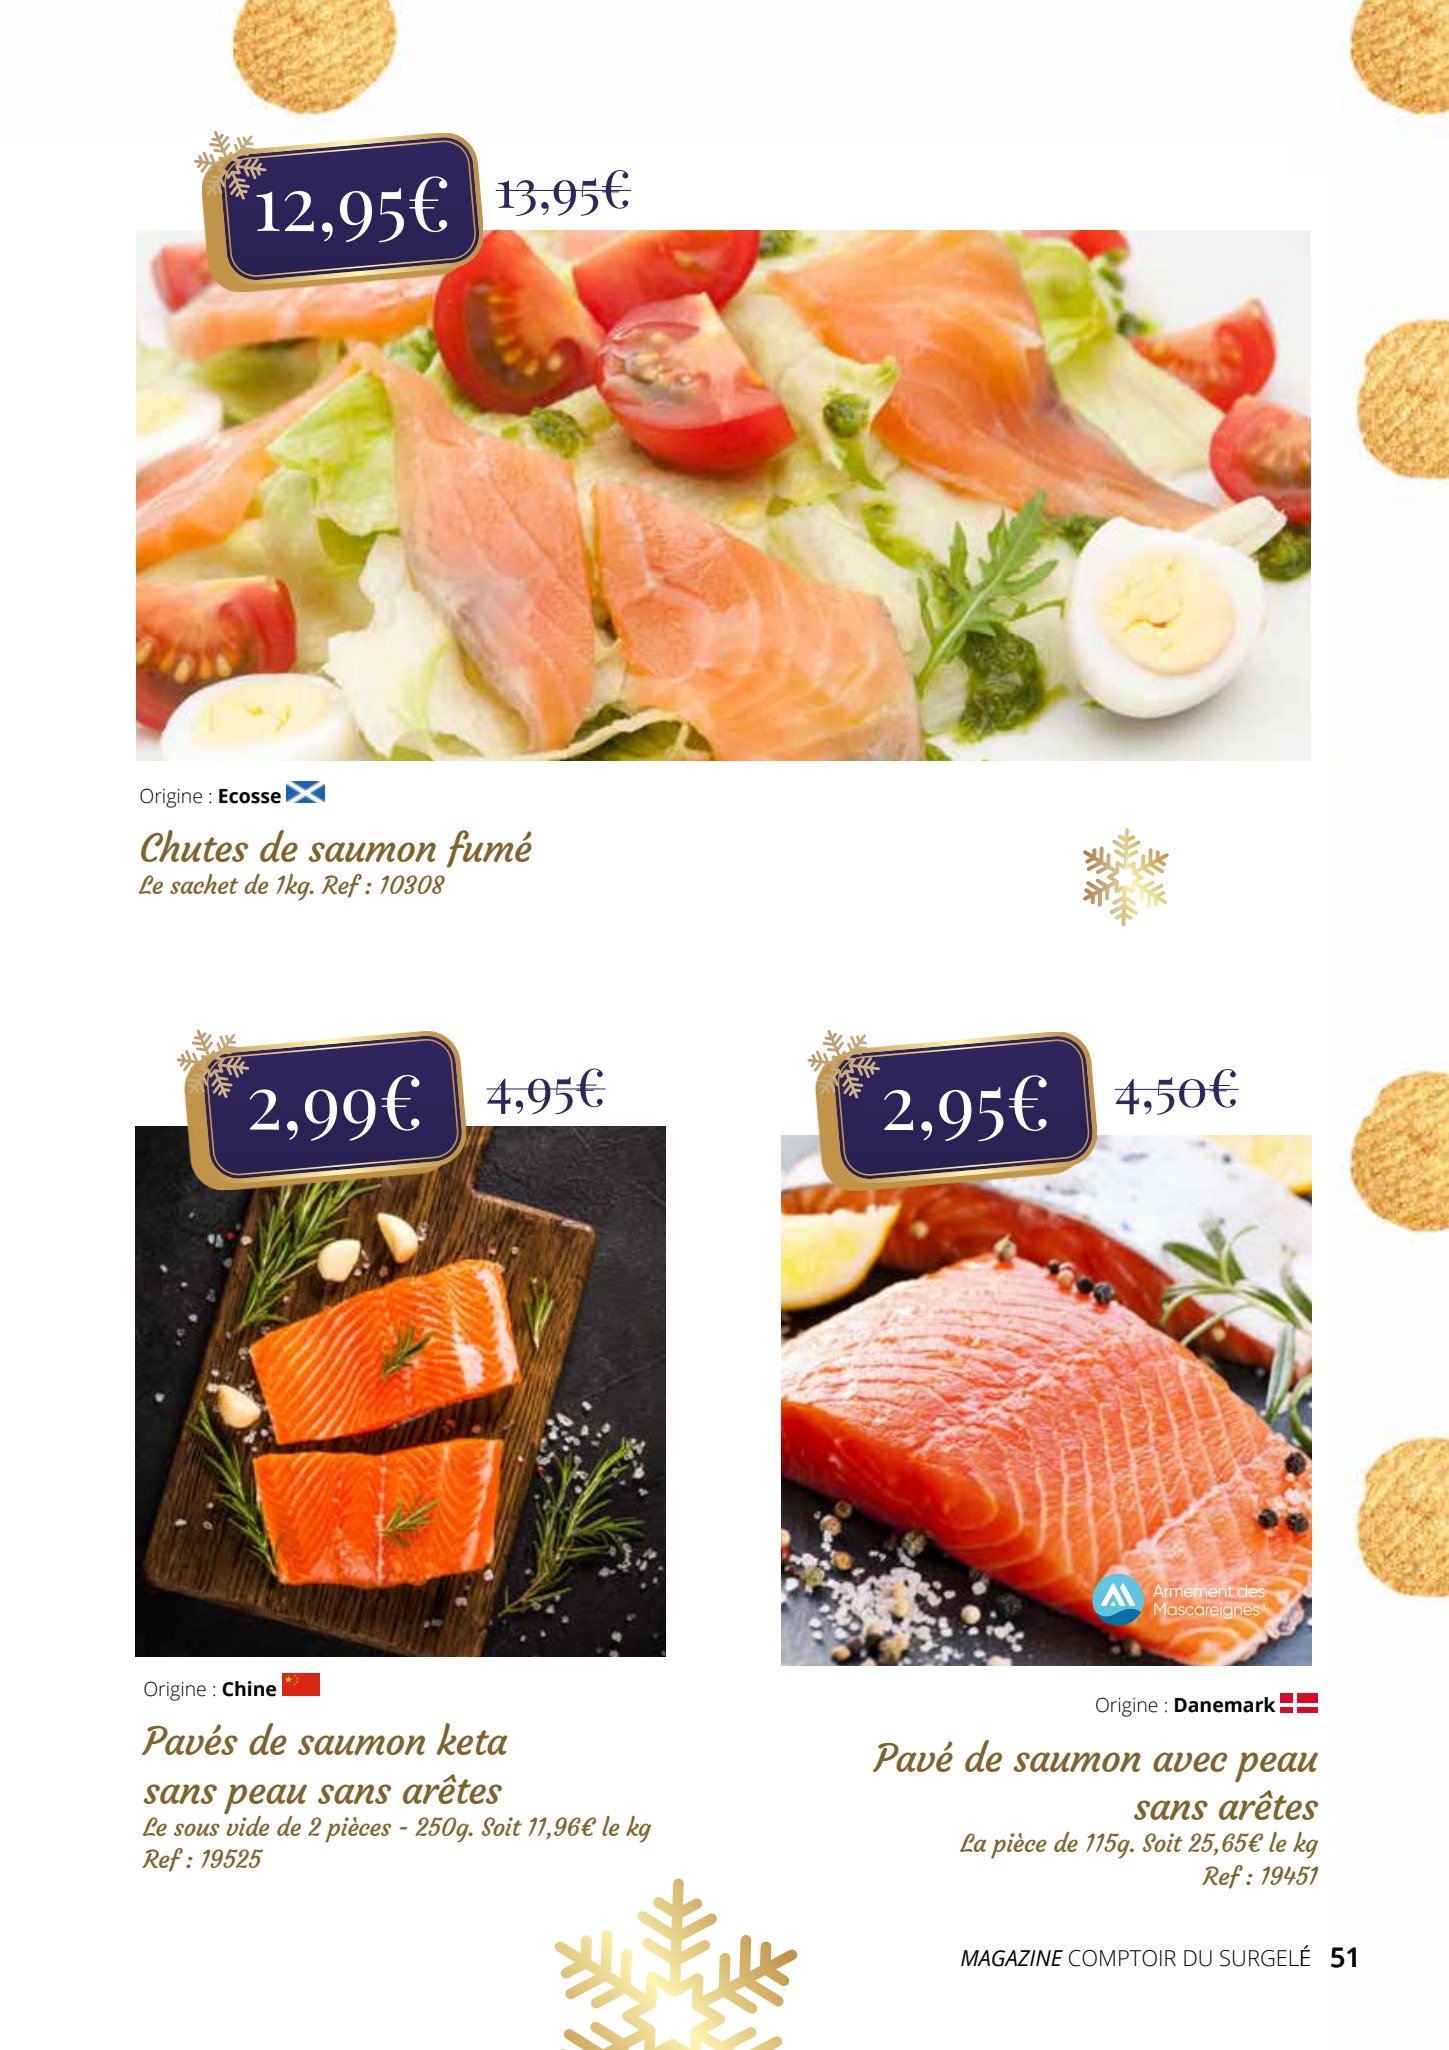 12,95€ 13,95€
Origine : Ecosse
Chutes de saumon fumé
Le sachet de 1kg. Ref : 10308
2,99€ 4,95€
Origine : Chine
Pavés de saumon keta
sans peau sans arêtes
Le sous vide de 2 pièces - 250g. Soit 11,96€ le kg
Ref : 19525
2,95€ 4,50€
Armement des
Mascareignes
Origine : Danemark
Pavé de saumon avec peau
sans arêtes
La pièce de 115g. Soit 25,65€ le kg
Ref : 19451
MAGAZINE COMPTOIR DU SURGELÉ 51